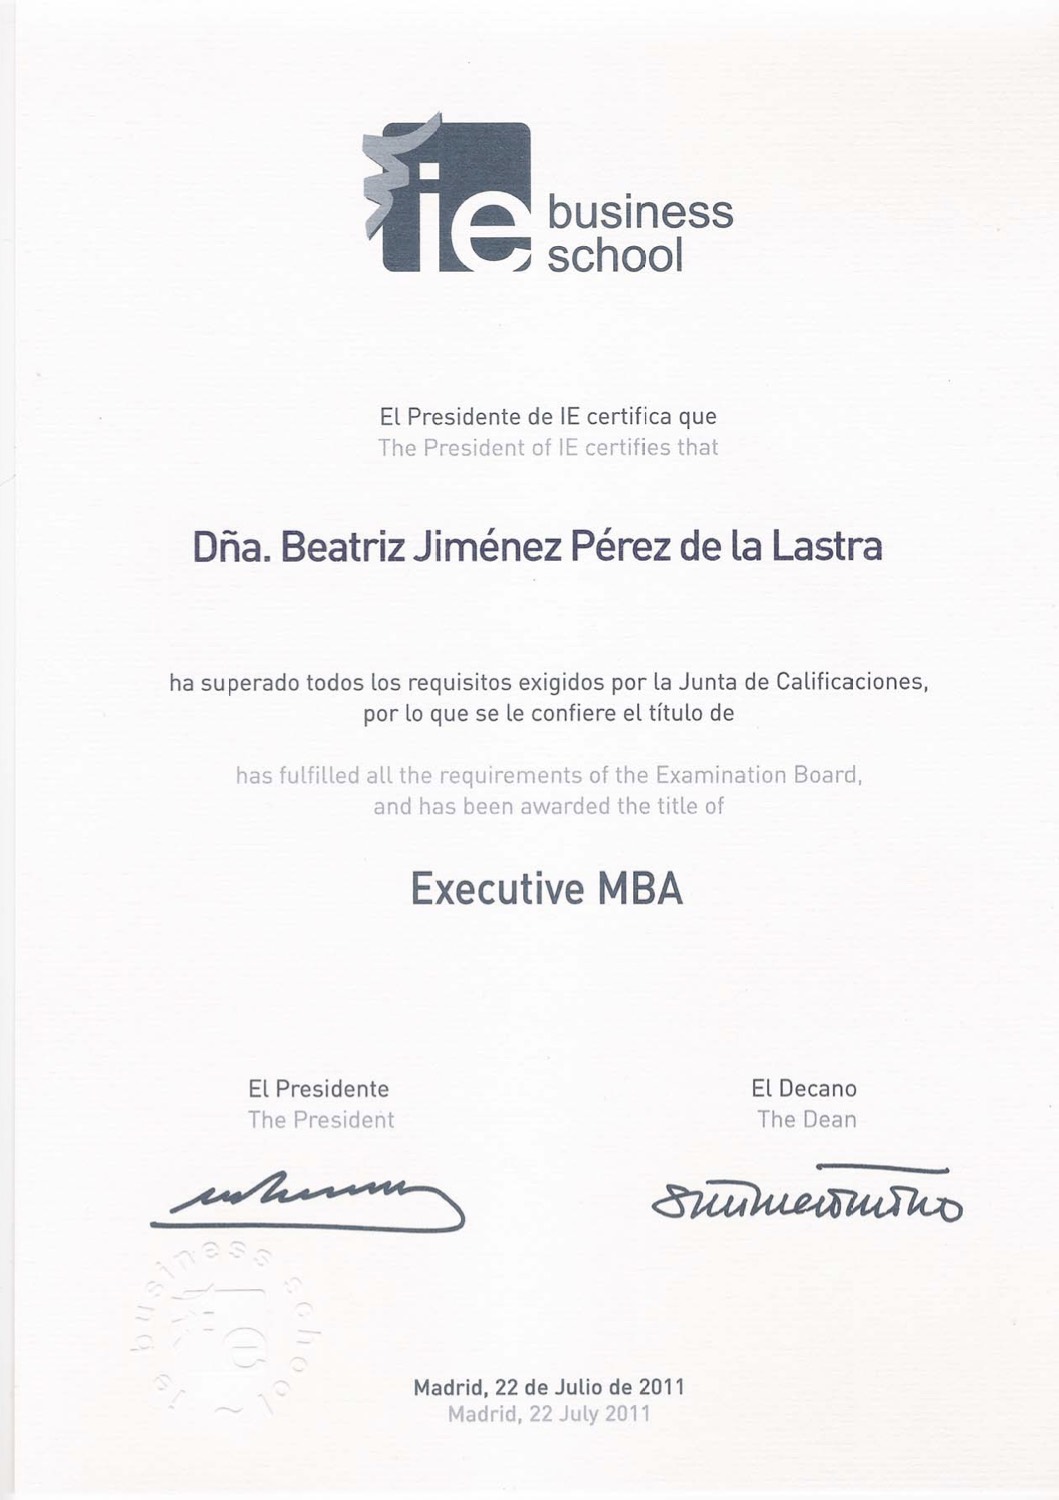 ie business
school
El Presidente de IE certifica que
The President of IE certifies that
Dña. Beatriz Jiménez Pérez de la Lastra
ha superado todos los requisitos exigidos por la Junta de Calificaciones,
por lo que se le confiere el título de
has fulfilled all the requirements of the Examination Board,
and has been awarded the title of
Executive MBA
El Presidente
The President
El Decano
The Dean
business school
ie
Madrid, 22 de Julio de 2011
Madrid, 22 July 2011